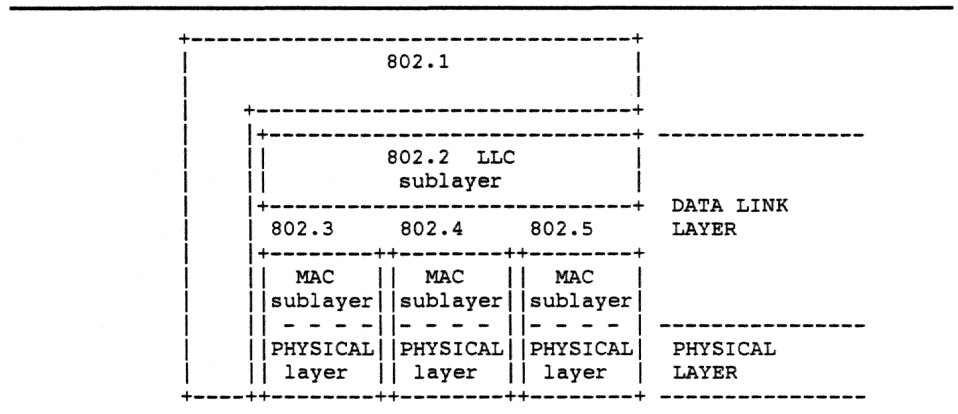 802.1
802.2 LLC
sublayer
DATA LINK
802.3 802.4 802.5 LAYER
MAC MAC MAC
sublayer sublayer sublayer
PHYSICAL PHYSICAL PHYSICAL PHYSICAL
layer layer layer LAYER